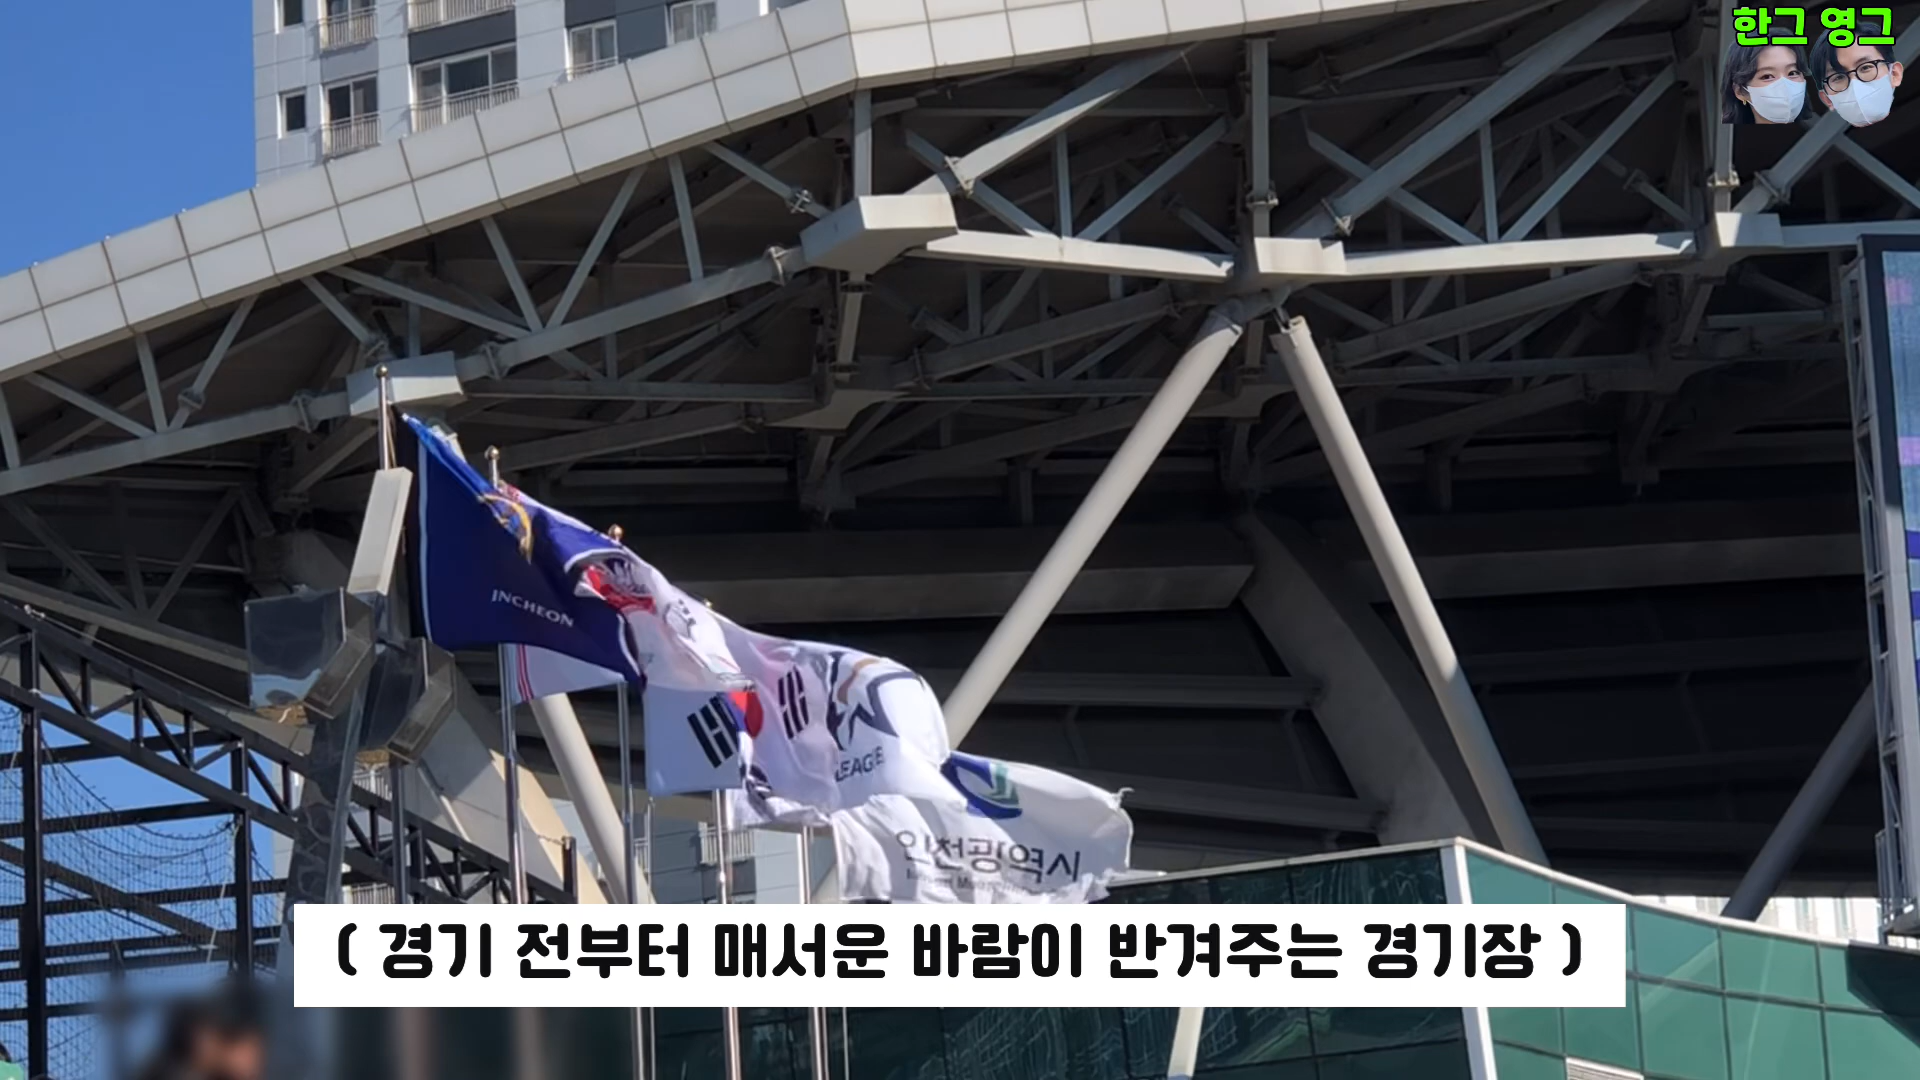 한그 영그
INCHEON
LEAGUE
인천광역시
( 경기 전부터 매서운 바람이 반겨주는 경기장 )